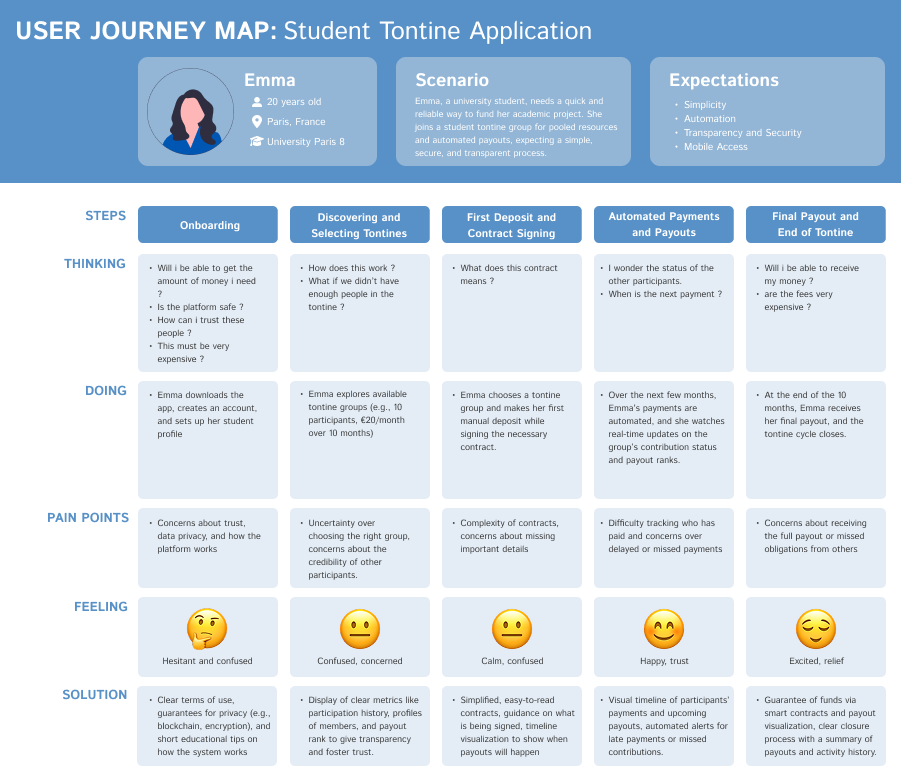 USER JOURNEY MAP: Student Tontine Application
Emma
20 years old
Paris, France
University Paris 8
Scenario
Emma, a university student, needs a quick and
reliable way to fund her academic project. She
joins a student tontine group for pooled resources
and automated payouts, expecting a simple,
secure, and transparent process.
Expectations
• Simplicity
• Automation
• Transparency and Security
• Mobile Access
STEPS
Onboarding
Discovering and
Selecting Tontines
First Deposit and
Contract Signing
Automated Payments
and Payouts
Final Payout and
End of Tontine
THINKING
• Will i be able to get the
amount of money i need
?
• Is the platform safe ?
• How can i trust these
people ?
• This must be very
expensive ?
• How does this work ?
• What if we didn't have
enough people in the
tontine ?
• What does this contract
means ?
• I wonder the status of the
other participants.
• When is the next payment ?
• Will i be able to receive
my money ?
• are the fees very
expensive ?
DOING
• Emma downloads the
app, creates an account,
and sets up her student
profile
• Emma explores available
tontine groups (e.g., 10
participants, €20/month
over 10 months)
• Emma chooses a tontine
group and makes her first
manual deposit while
signing the necessary
contract.
• Over the next few months,
Emma's payments are
automated, and she watches
real-time updates on the
group's contribution status
and payout ranks.
• At the end of the 10
months, Emma receives
her final payout, and the
tontine cycle closes.
PAIN POINTS
• Concerns about trust,
data privacy, and how the
platform works
• Uncertainty over
choosing the right group,
concerns about the
credibility of other
participants.
• Complexity of contracts,
concerns about missing
important details
• Difficulty tracking who has
paid and concerns over
delayed or missed payments
• Concerns about receiving
the full payout or missed
obligations from others
FEELING
Hesitant and confused
Confused, concerned
Calm, confused
Happy, trust
Excited, relief
SOLUTION
• Clear terms of use,
guarantees for privacy (e.g.,
blockchain, encryption), and
short educational tips on
how the system works
• Display of clear metrics like
participation history, profiles
of members, and payout
rank to give transparency
and foster trust.
• Simplified, easy-to-read
contracts, guidance on what
is being signed, timeline
visualization to show when
payouts will happen
• Visual timeline of participants'
payments and upcoming
payouts, automated alerts for
late payments or missed
contributions.
• Guarantee of funds via
smart contracts and payout
visualization, clear closure
process with a summary of
payouts and activity history.